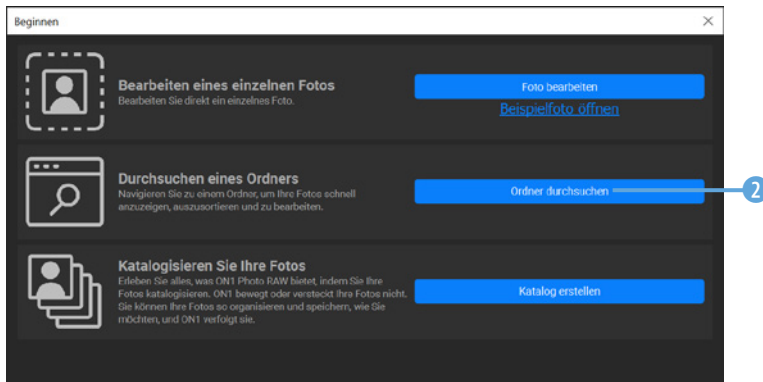 Beginnen
Bearbeiten eines einzelnen Fotos
Bearbeiten Sie direkt ein einzelnes Foto.
Foto bearbeiten
Beispielfoto öffnen
Durchsuchen eines Ordners
Navigieren Sie zu einem Ordner, um Ihre Fotos schnell
anzuzeigen, auszusortieren und zu bearbeiten.
Ordner durchsuchen
2
Katalogisieren Sie Ihre Fotos
Erleben Sie alles, was ON1 Photo RAW bietet, indem Sie Ihre
Fotos katalogisieren. ON1 bewegt oder versteckt Ihre Fotos nicht.
Sie können Ihre Fotos so organisieren und speichern, wie Sie
möchten, und ON1 verfolgt sie.
Katalog erstellen